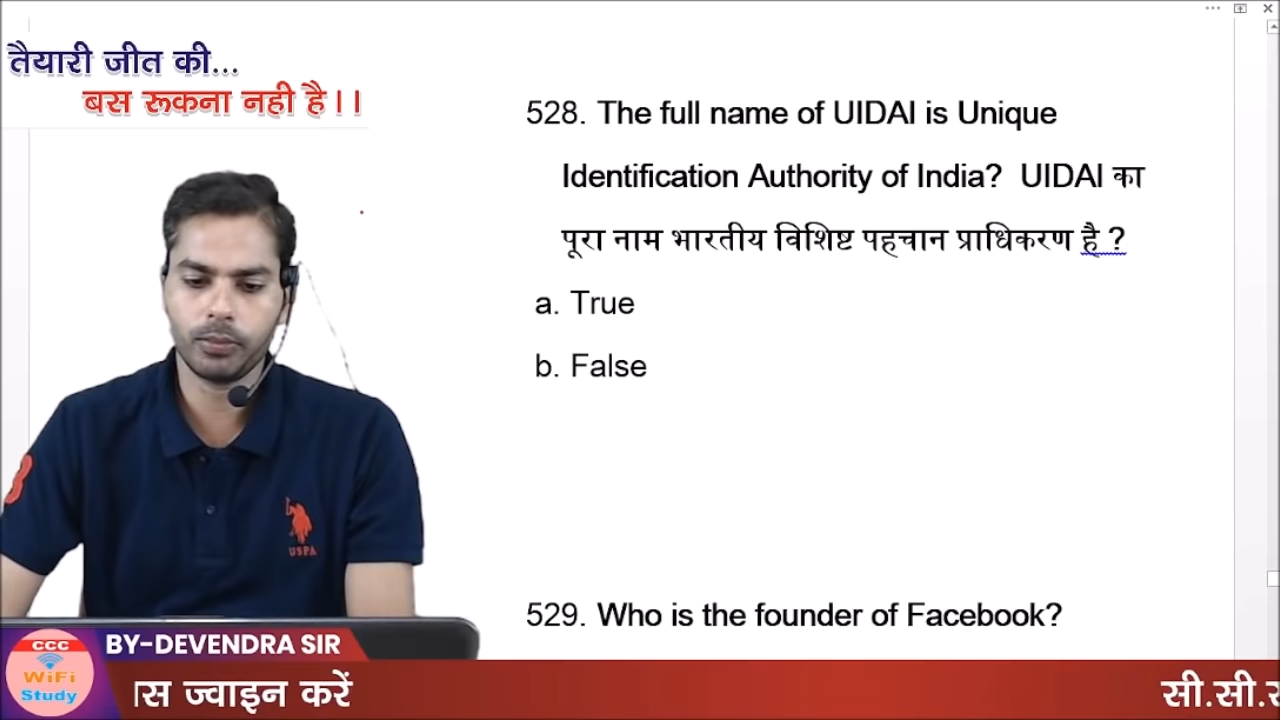 तैयारी जीत की...
बस रूकना नही है।।
528. The full name of UIDAI is Unique
Identification Authority of India? UIDAI का
पूरा नाम भारतीय विशिष्ट पहचान प्राधिकरण है ?
a. True
b. False
USPA
529. Who is the founder of Facebook?
BY-DEVENDRA SIR
CCC
WiFi
Study
ज्वाइन करें
सी.सी.